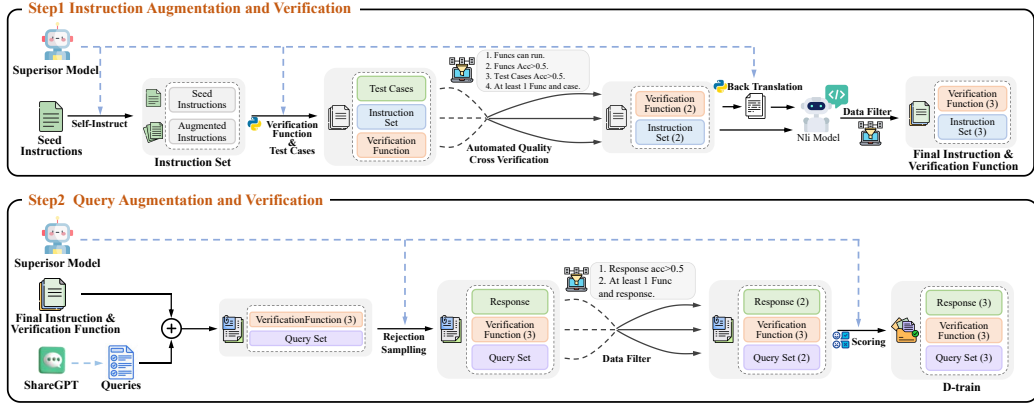 Step1 Instruction Augmentation and Verification
Superisor Model
Seed
Instructions
Self-Instruct
Seed
Instructions
Augmented
Instructions
Instruction Set
Verification
Function
&
Test Cases
Test Cases
Instruction
Set
Verification
Function
1. Funcs can run.
2. Funcs Acc>0.5.
3. Test Cases Acc>0.5.
4. At least 1 Func and case.
Automated Quality
Cross Verification
Verification
Function (2)
Instruction
Set (2)
Back Translation
Nli Model
Data Filter
Verification
Function (3)
Instruction
Set (3)
Final Instruction &
Verification Function
Step2 Query Augmentation and Verification
Superisor Model
Final Instruction &
Verification Function
ShareGPT
Queries
VerificationFunction (3)
Query Set
Rejection
Samplling
Response
Verification
Function (3)
Query Set
1. Response acc>0.5
2. At least 1 Func
and response.
Data Filter
Response (2)
Verification
Function (3)
Query Set (2)
Scoring
Response (3)
Verification
Function (3)
Query Set (3)
D-train